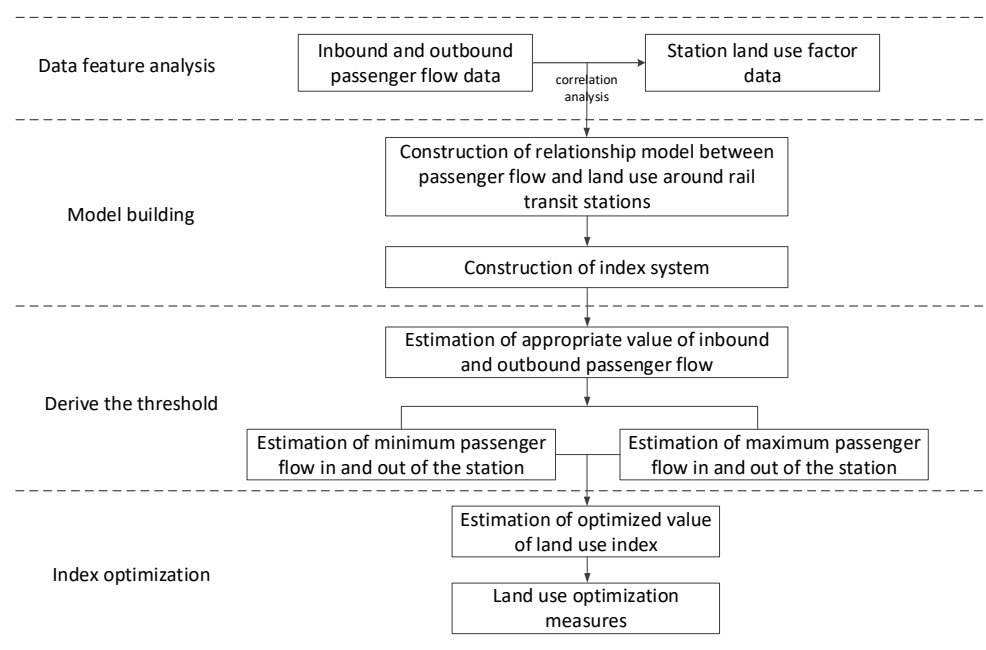 Data feature analysis
Inbound and outbound
passenger flow data
Station land use factor
data
correlation
analysis
Model building
Construction of relationship model between
passenger flow and land use around rail
transit stations
Construction of index system
Derive the threshold
Estimation of appropriate value of inbound
and outbound passenger flow
Estimation of minimum passenger
flow in and out of the station
Estimation of maximum passenger
flow in and out of the station
Index optimization
Estimation of optimized value
of land use index
Land use optimization
measures